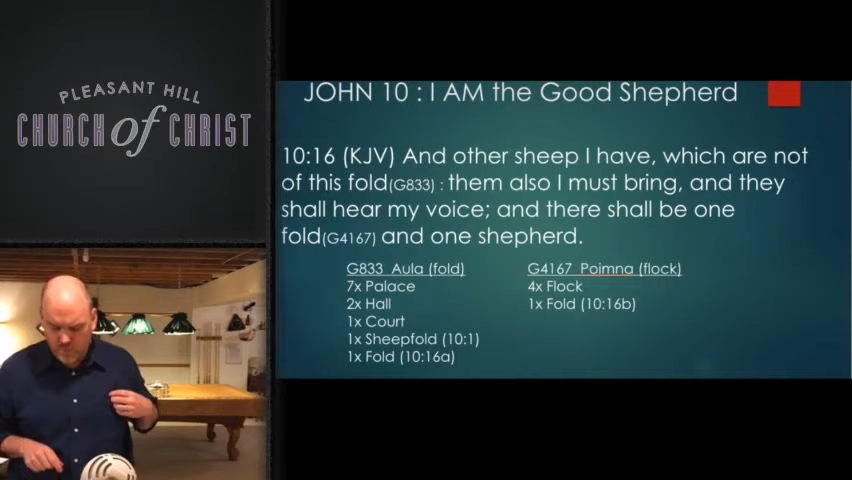 PLEASANT HILL
CHURCH of CHRIST
JOHN 10 : I AM the Good Shepherd
10:16 (KJV) And other sheep I have, which are not
of this fold(G833) : them also I must bring, and they
shall hear my voice; and there shall be one
fold(G4167) and one shepherd.
G833 Aula (fold)
7x Palace
2x Hall
1x Court
1x Sheepfold (10:1)
1x Fold (10:16a)
G4167 Poimna (flock)
4x Flock
1x Fold (10:16b)